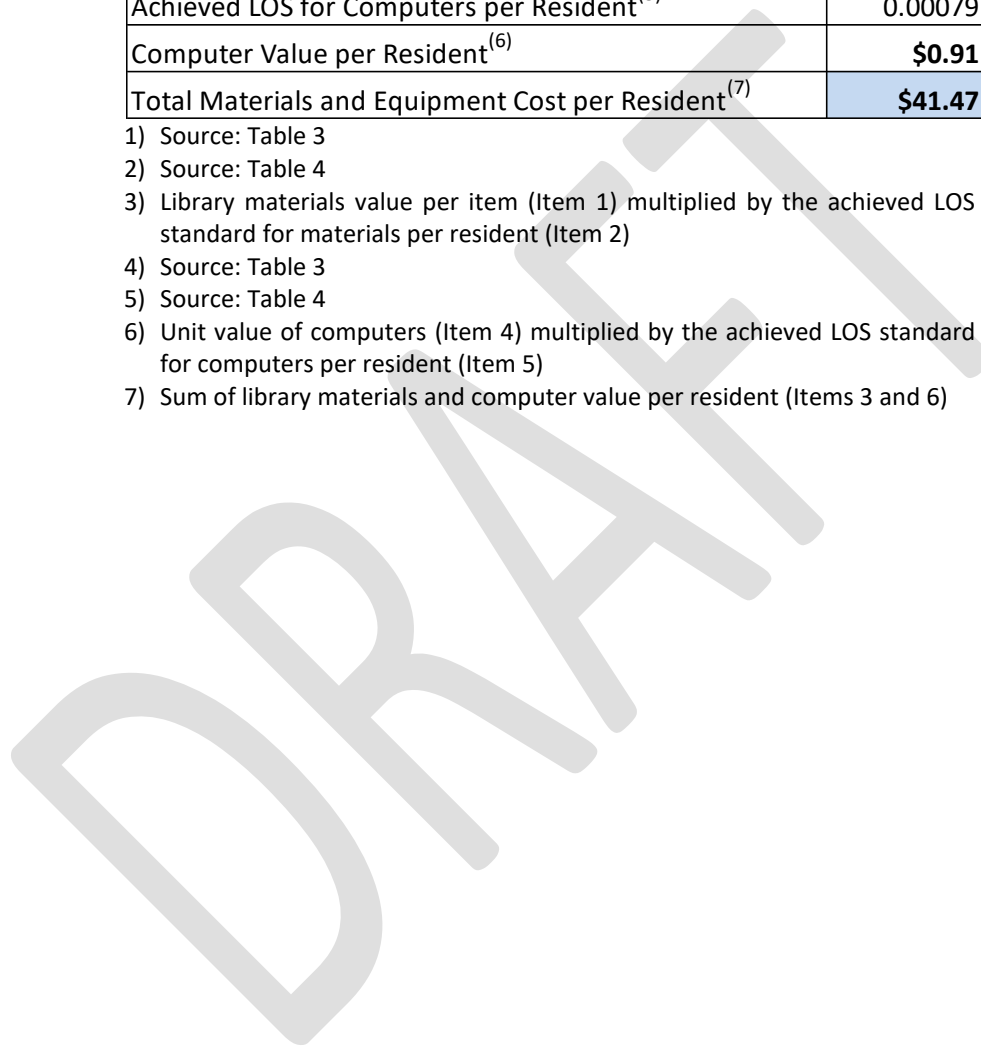 Achieved LOS for Computers per Resident(5) 0.00079
Computer Value per Resident(6) $0.91
Total Materials and Equipment Cost per Resident(7) $41.47
1) Source: Table 3
2) Source: Table 4
3) Library materials value per item (Item 1) multiplied by the achieved LOS
standard for materials per resident (Item 2)
4) Source: Table 3
5) Source: Table 4
6) Unit value of computers (Item 4) multiplied by the achieved LOS standard
for computers per resident (Item 5)
7) Sum of library materials and computer value per resident (Items 3 and 6)
DRAFT